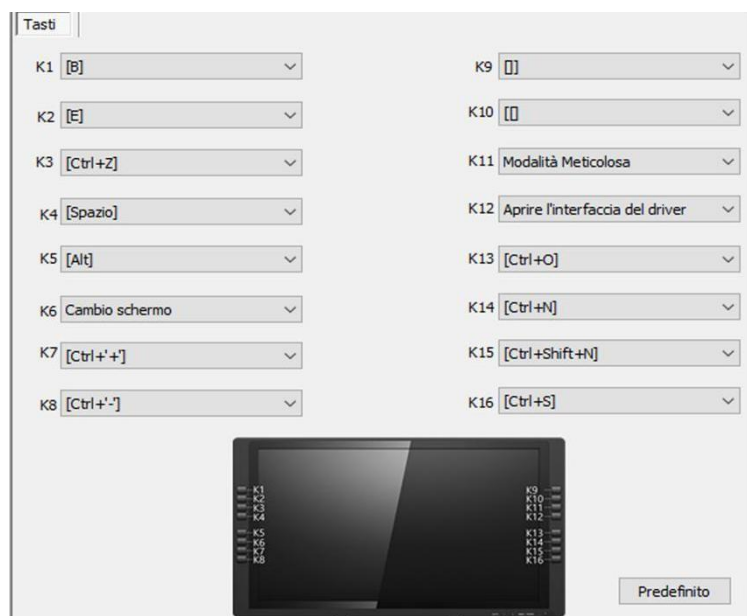 Tasti
K1 [B]
K2 [E]
K3 [Ctrl+Z]
K4 [Spazio]
K5 [Alt]
K6 Cambio schermo
K7 [Ctrl+'+']
K8 [Ctrl+'-']
K9 []]
K10 [[]
K11 Modalità Meticolosa
K12 Aprire l'interfaccia del driver
K13 [Ctrl+O]
K14 [Ctrl+N]
K15 [Ctrl+Shift+N]
K16 [Ctrl+S]
K1
K2
K3
K4
K5
K6
K7
K8
K9
K10
K11
K12
K13
K14
K15
K16
Predefinito